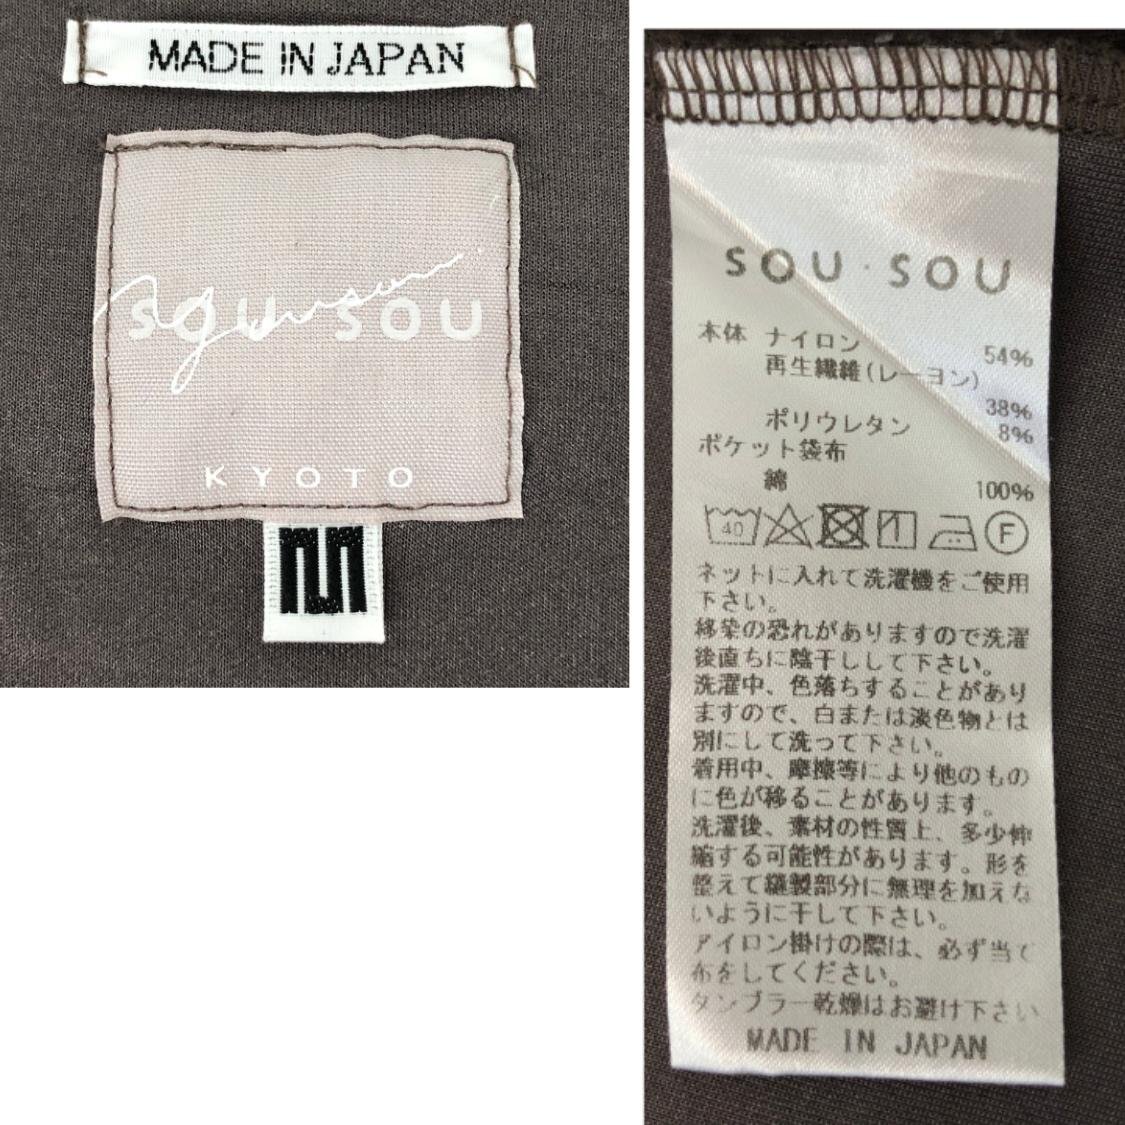 MADE IN JAPAN
sou·sou
SOU·SOU
KYOTO
M
SOU·SOU
本体 ナイロン 54%
再生繊維(レーヨン)
38%
ポリウレタン 8%
ポケット袋布
綿 100%
40 1 F
ネットに入れて洗濯機をご使用
下さい。
移染の恐れがありますので洗濯
後直ちに陰干しして下さい。
洗濯中、色落ちすることがあり
ますので、白または淡色物とは
別にして洗って下さい。
着用中、摩擦等により他のもの
に色が移ることがあります。
洗濯後、素材の性質上、多少伸
縮する可能性があります。形を
整えて縫製部分に無理を加えな
いように干して下さい。
アイロン掛けの際は、必ず当て
布をしてください。
タンブラー乾燥はお避け下さい
MADE IN JAPAN